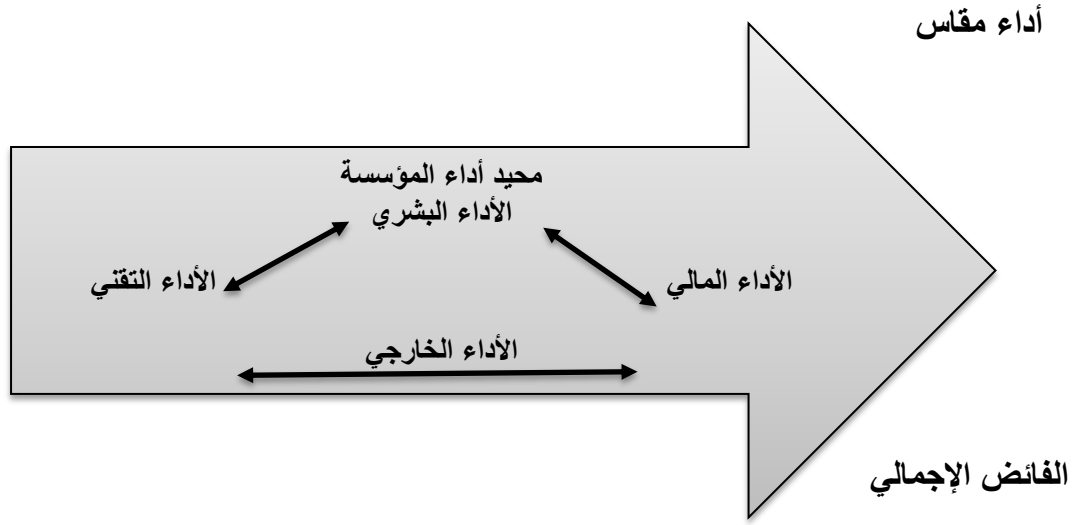 أداء مقاس
محيد أداء المؤسسة
الأداء البشري
الأداء المالي
الأداء التقني
الأداء الخارجي
الفائض الإجمالي